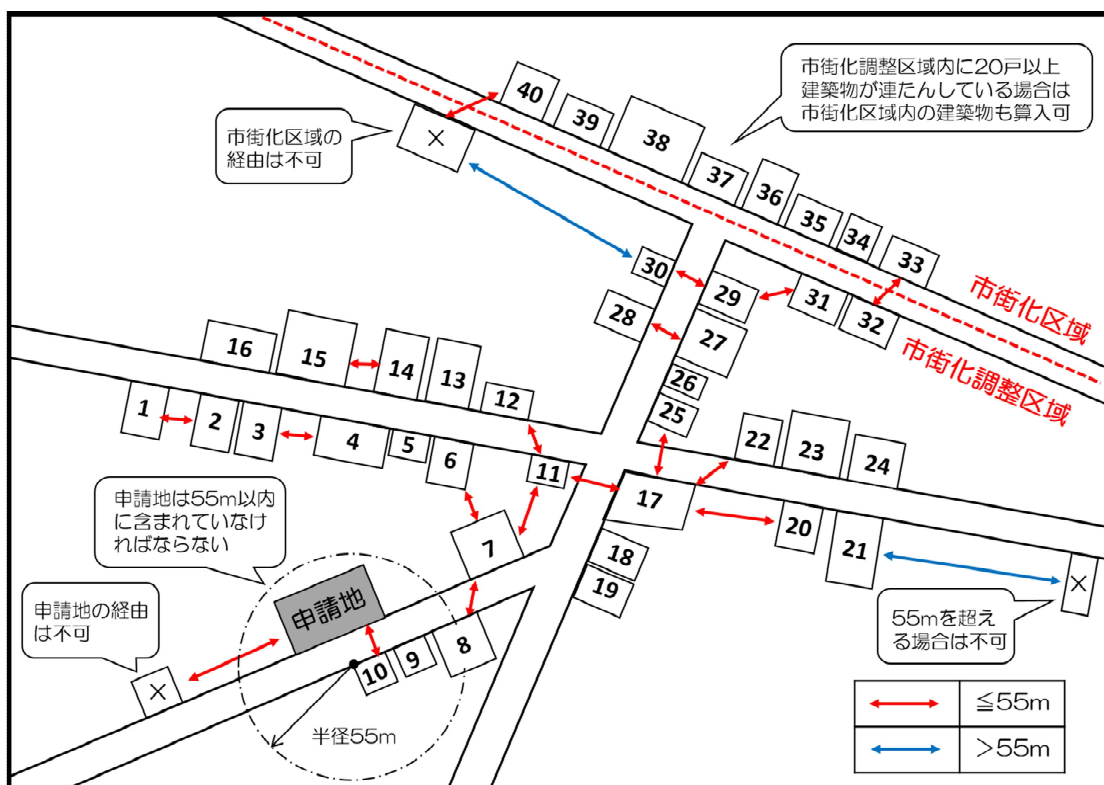 市街化調整区域内に20戸以上
建築物が連たんしている場合は
市街化区域内の建築物も算入可
市街化区域の
経由は不可
×
40
39
38
37
36
35
34
33
30
29
31
32
28
27
26
25
市街化区域
市街化調整区域
16
15
14
13
12
1
2
3
4
5
6
11
17
22
23
24
20
21
×
18
19
7
8
9
10
申請地は55m以内
に含まれていなけ
ればならない
申請地
申請地の経由
は不可
×
半径55m
55mを超え
る場合は不可
≦55m
>55m